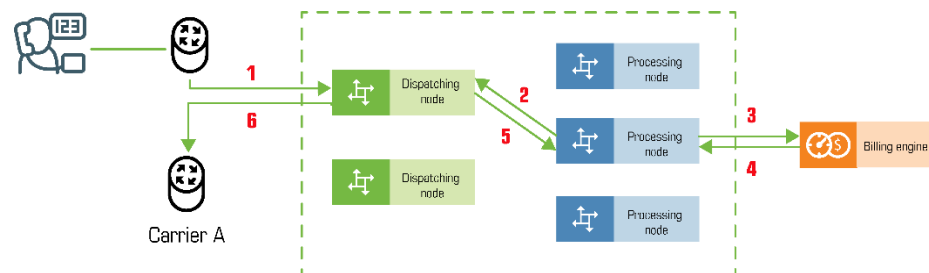 123
1
6
Carrier A
Dispatching
node
Dispatching
node
2
5
Processing
node
Processing
node
Processing
node
3
4
$
Billing engine